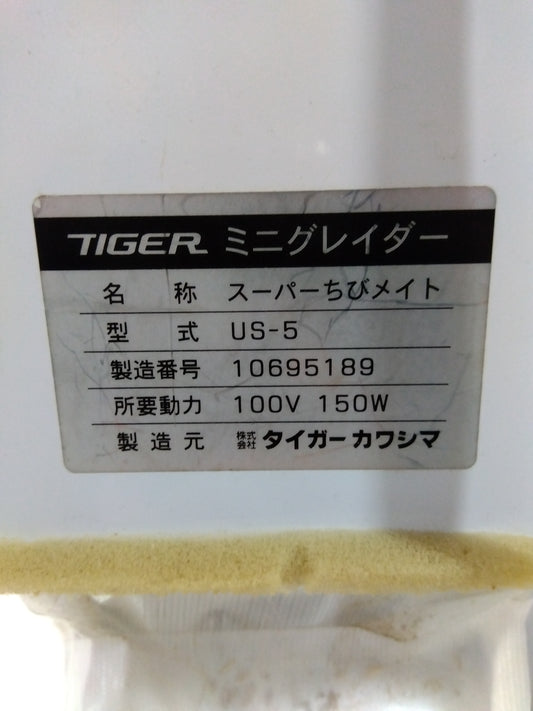 TIGER ミニグレイダー
名称 スーパーちびメイト
型式 US-5
製造番号 10695189
所要動力 100V 150W
製造元 株式会社 タイガーカワシマ